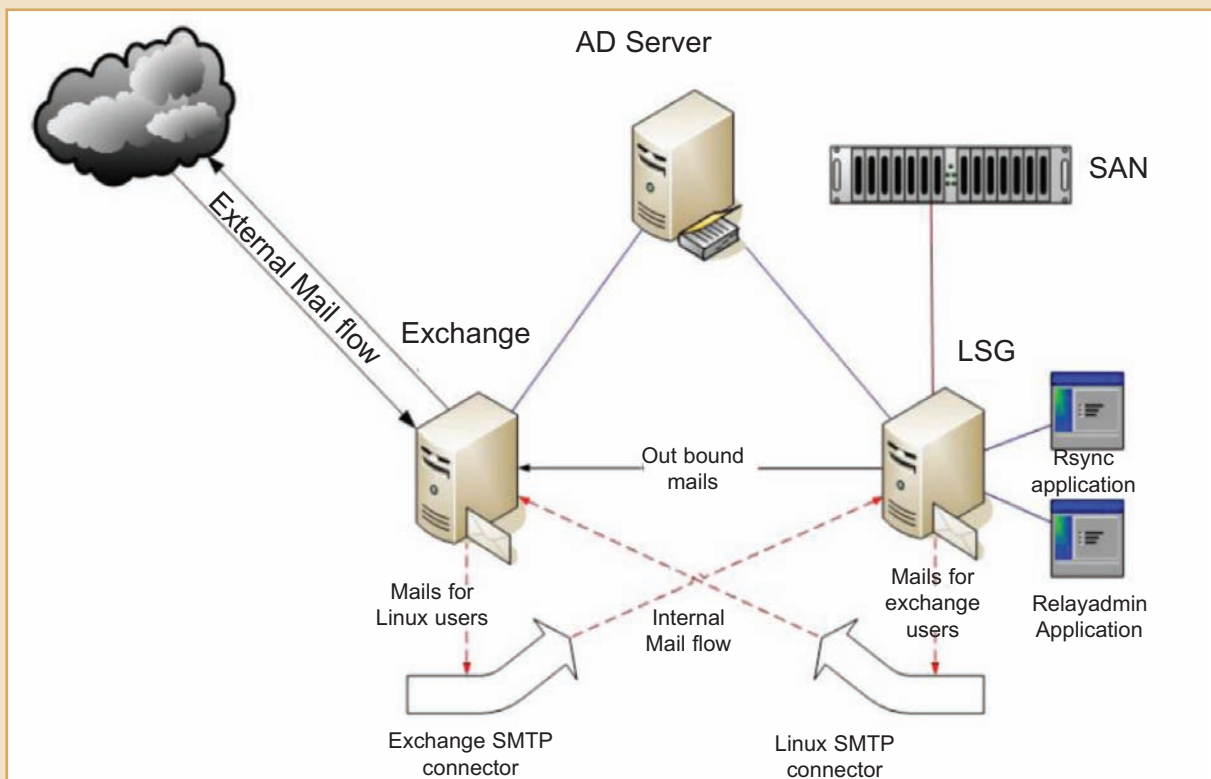 AD Server
SAN
External Mail flow
Exchange
LSG
Out bound
mails
Rsync
application
Mails for
Linux users
Internal
Mail flow
Mails for
exchange
users
Relayadmin
Application
Exchange SMTP
connector
Linux SMTP
connector